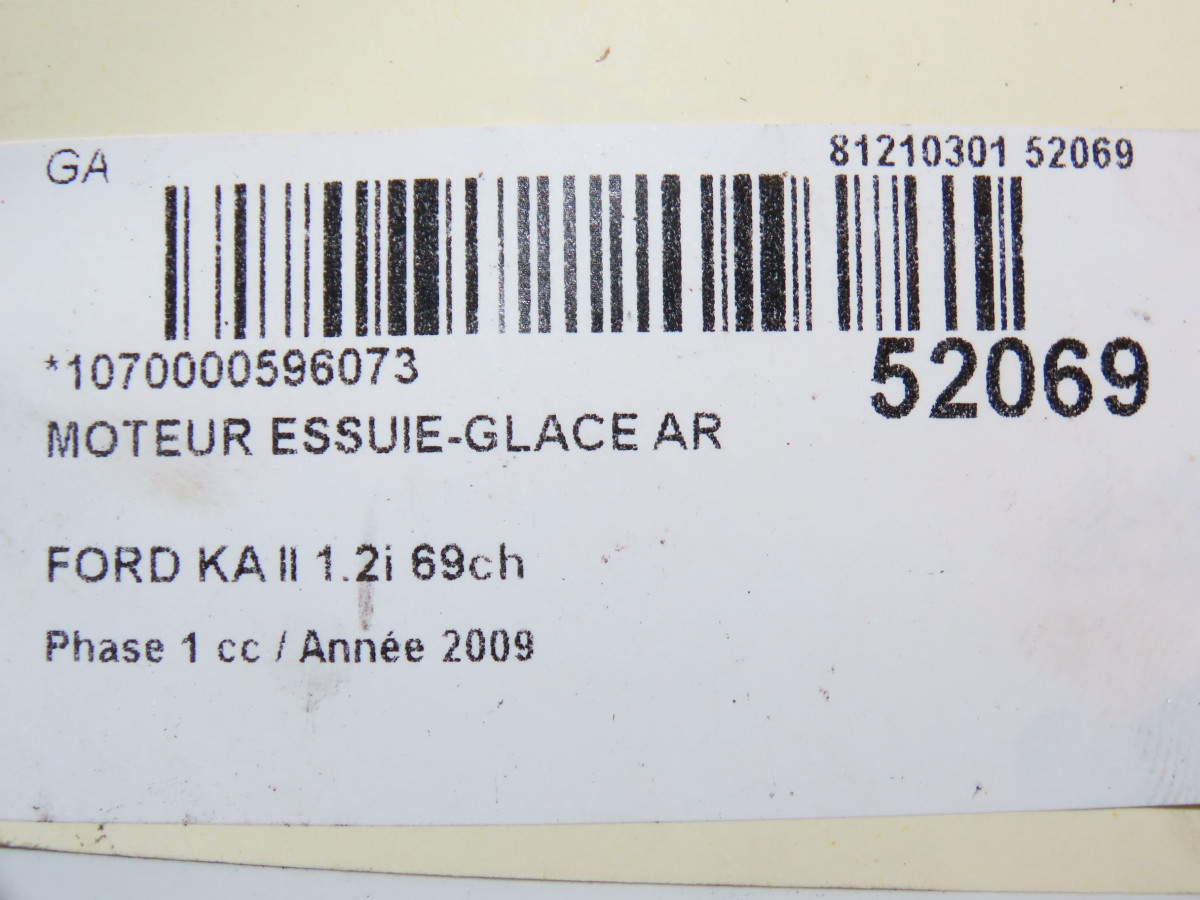 GA
81210301 52069
*1070000596073
52069
MOTEUR ESSUIE-GLACE AR
FORD KA II 1.2i 69ch
Phase 1 cc / Année 2009